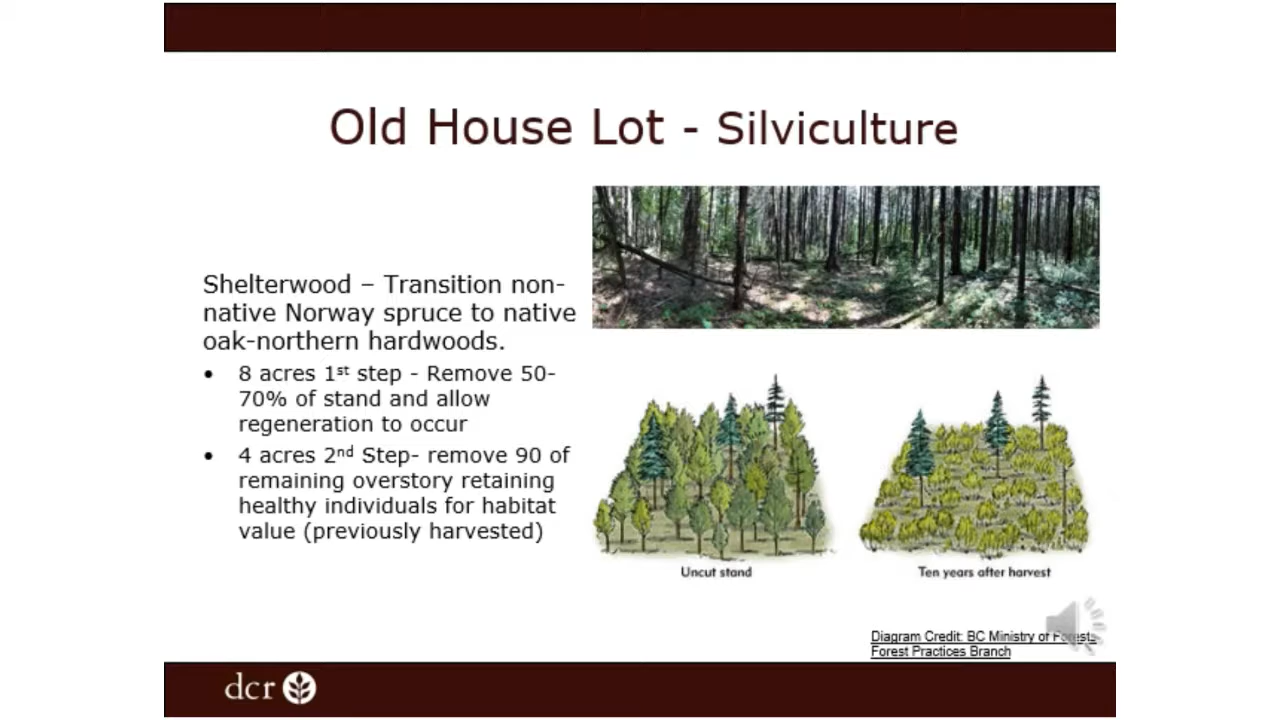 Old House Lot - Silviculture
Shelterwood – Transition non-
native Norway spruce to native
oak-northern hardwoods.
• 8 acres 1st step - Remove 50-
70% of stand and allow
regeneration to occur
• 4 acres 2nd Step- remove 90 of
remaining overstory retaining
healthy individuals for habitat
value (previously harvested)
Uncut stand
Ten years after harvest
Diagram Credit: BC Ministry of Forests
Forest Practices Branch
dcr